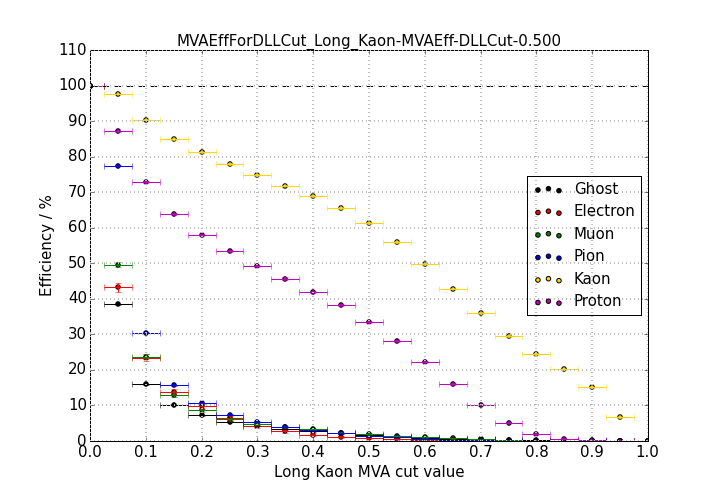 MVAEffForDLLCut_Long_Kaon-MVAEff-DLLCut-0.500
110
100
90
80
70
60
50
40
30
20
10
0
Efficiency / %
Ghost
Electron
Muon
Pion
Kaon
Proton
0.0 0.1 0.2 0.3 0.4 0.5 0.6 0.7 0.8 0.9 1.0
Long Kaon MVA cut value